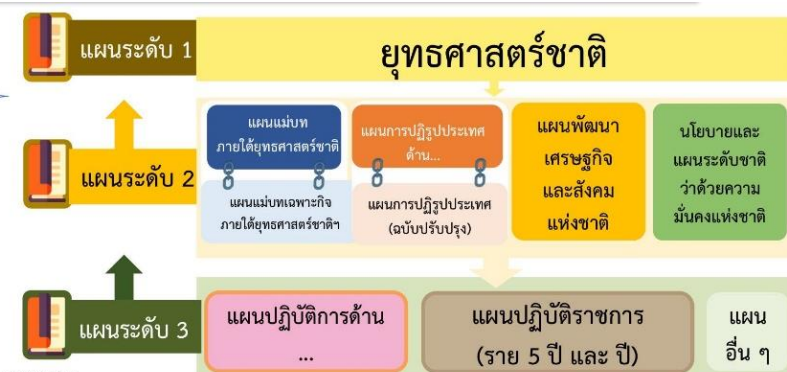 แผนระดับ 1
ยุทธศาสตร์ชาติ
แผนระดับ 2
แผนแม่บท
ภายใต้ยุทธศาสตร์ชาติ
แผนแม่บทเฉพาะกิจ
ภายใต้ยุทธศาสตร์ชาติฯ
แผนการปฏิรูปประเทศ
ด้าน...
แผนการปฏิรูปประเทศ
(ฉบับปรับปรุง)
แผนพัฒนา
เศรษฐกิจ
และสังคม
แห่งชาติ
นโยบายและ
แผนระดับชาติ
ว่าด้วยความ
มั่นคงแห่งชาติ
แผนระดับ 3
แผนปฏิบัติการด้าน
...
แผนปฏิบัติราชการ
(ราย 5 ปี และ ปี)
แผน
อื่น ๆ